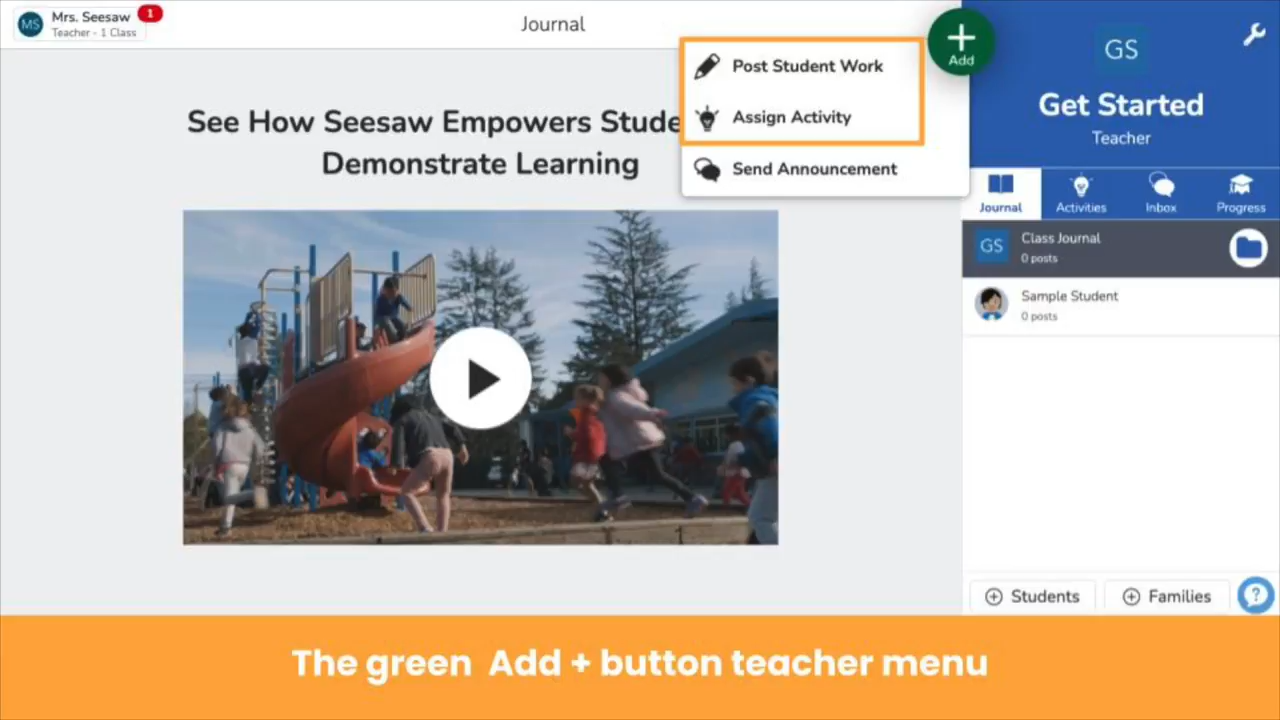 MS
Mrs. Seesaw
1
Teacher - 1 Class
Journal
Add
Post Student Work
Assign Activity
Send Announcement
See How Seesaw Empowers Stude
Demonstrate Learning
GS
Get Started
Teacher
Journal
Activities
Inbox
Progress
GS
Class Journal
0 posts
Sample Student
0 posts
Students
Families
?
The green Add + button teacher menu